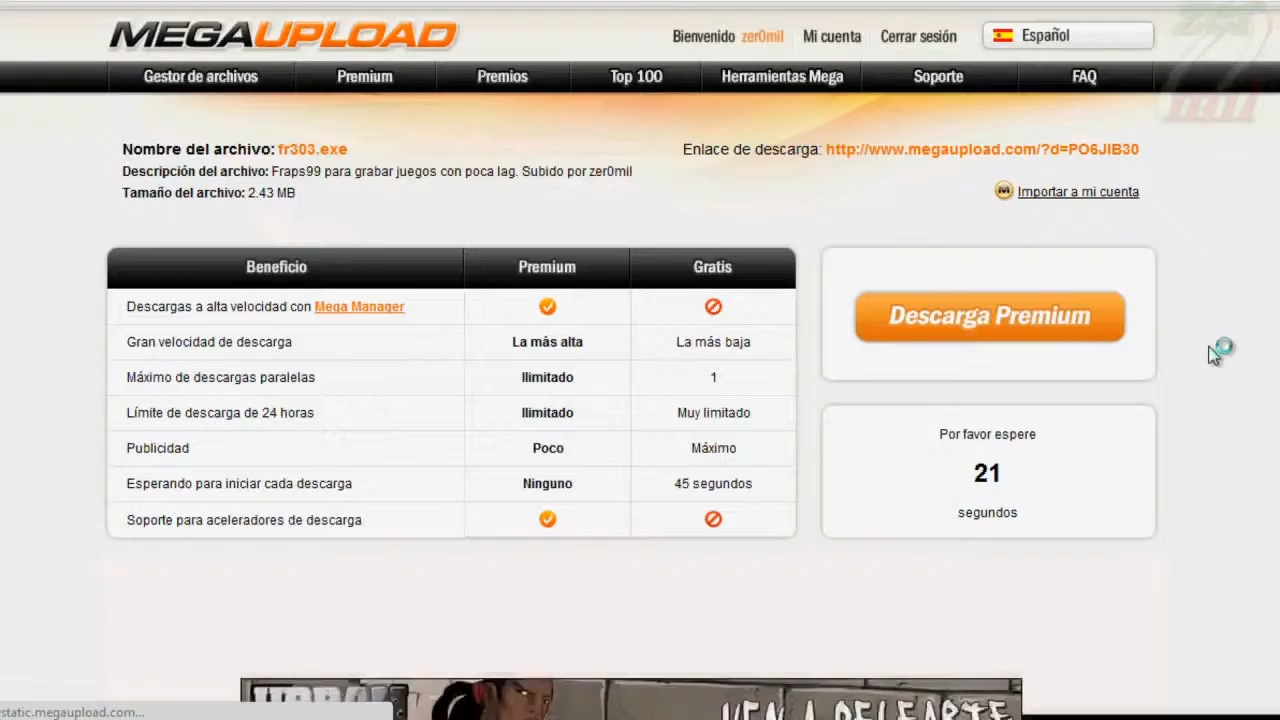 MEGAUPLOAD
Bienvenido zer0mil Mi cuenta Cerrar sesión Español
Gestor de archivos Premium Premios Top 100 Herramientas Mega Soporte FAQ
Nombre del archivo: fr303.exe
Descripción del archivo: Fraps99 para grabar juegos con poca lag. Subido por zer0mil
Tamaño del archivo: 2.43 MB
Enlace de descarga: http://www.megaupload.com/?d=PO6JIB30
Importar a mi cuenta
Beneficio Premium Gratis
Descargas a alta velocidad con Mega Manager
Gran velocidad de descarga La más alta La más baja
Máximo de descargas paralelas Ilimitado 1
Límite de descarga de 24 horas Ilimitado Muy limitado
Publicidad Poco Máximo
Esperando para iniciar cada descarga Ninguno 45 segundos
Soporte para aceleradores de descarga
Descarga Premium
Por favor espere
21
segundos
VEN A PELEARTE
static.megaupload.com...